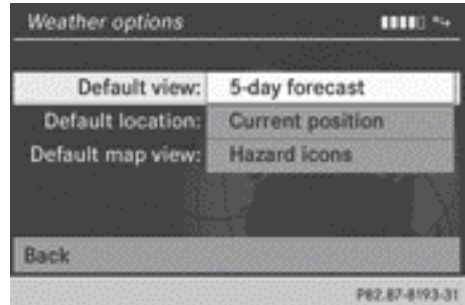 Weather options
Default view: 5-day forecast
Default location: Current position
Default map view: Hazard icons
Back
P82.87-8193-31